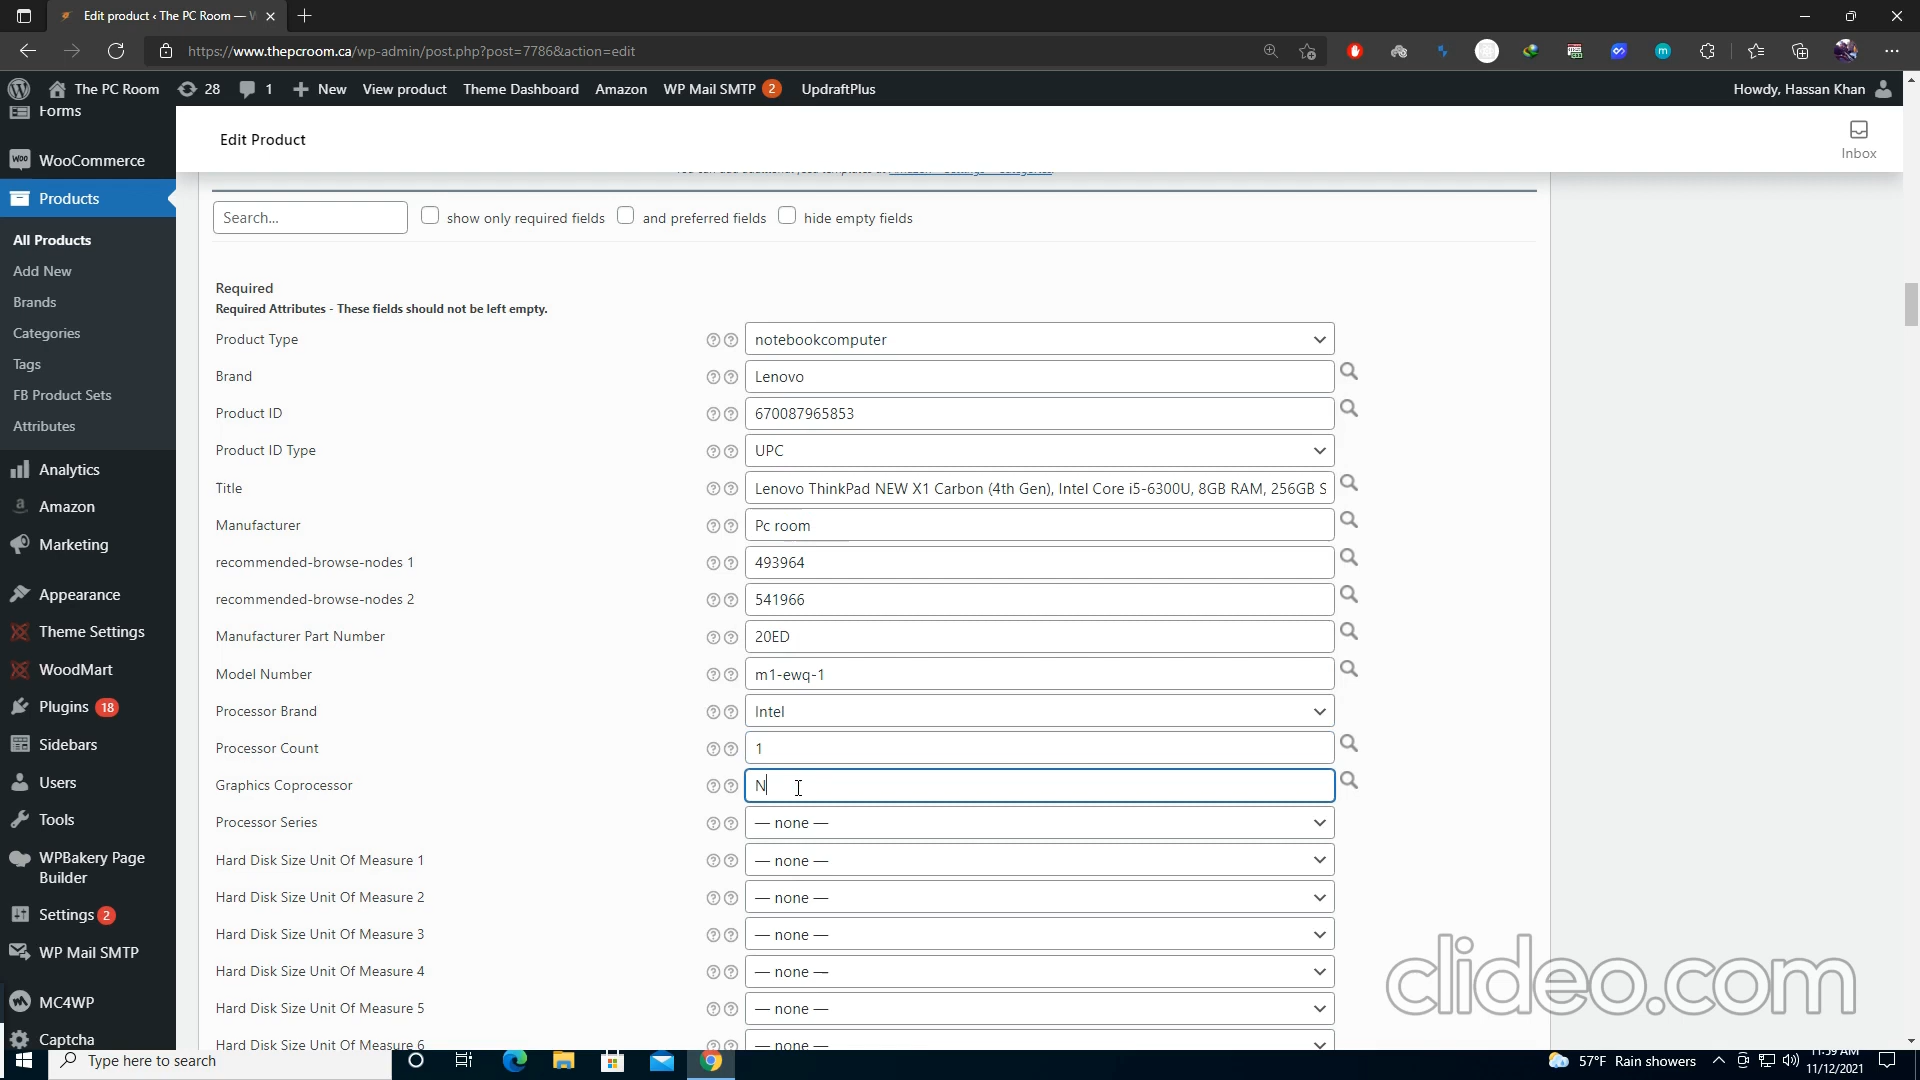 Edit product ‹ The PC Room —
https://www.thepcroom.ca/wp-admin/post.php?post=7786&action=edit
The PC Room 28 1 New View product Theme Dashboard Amazon WP Mail SMTP 2 UpdraftPlus Howdy, Hassan Khan
Forms
WooCommerce
Products
All Products
Add New
Brands
Categories
Tags
FB Product Sets
Attributes
Analytics
Amazon
Marketing
Appearance
Theme Settings
WoodMart
Plugins 18
Sidebars
Users
Tools
WPBakery Page
Builder
Settings 2
WP Mail SMTP
MC4WP
Captcha
Edit Product
Inbox
Search... show only required fields and preferred fields hide empty fields
Required
Required Attributes - These fields should not be left empty.
Product Type notebookcomputer
Brand Lenovo
Product ID 670087965853
Product ID Type UPC
Title Lenovo ThinkPad NEW X1 Carbon (4th Gen), Intel Core i5-6300U, 8GB RAM, 256GB S
Manufacturer Pc room
recommended-browse-nodes 1 493964
recommended-browse-nodes 2 541966
Manufacturer Part Number 20ED
Model Number m1-ewq-1
Processor Brand Intel
Processor Count 1
Graphics Coprocessor N
Processor Series — none —
Hard Disk Size Unit Of Measure 1 — none —
Hard Disk Size Unit Of Measure 2 — none —
Hard Disk Size Unit Of Measure 3 — none —
Hard Disk Size Unit Of Measure 4 — none —
Hard Disk Size Unit Of Measure 5 — none —
Hard Disk Size Unit Of Measure 6 — none —
clideo.com
Type here to search
57°F Rain showers
11:59 AM
11/12/2021